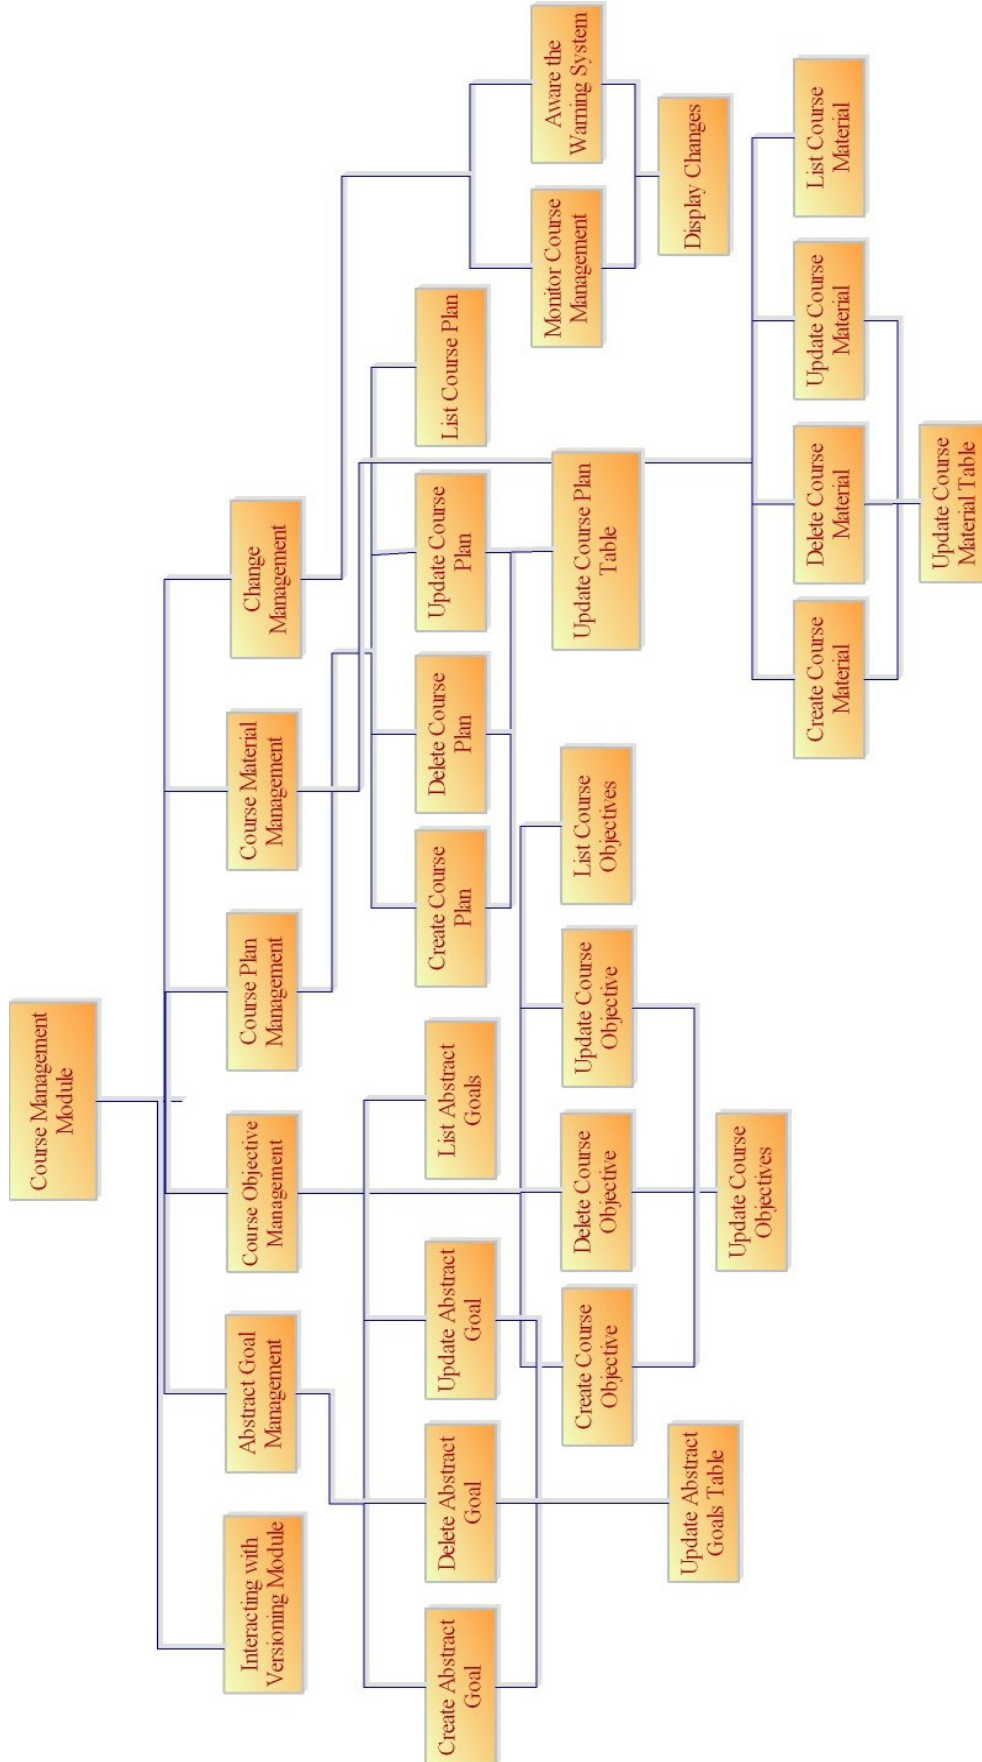 Course Management
Module
Interacting with
Versioning Module
Abstract Goal
Management
Course Objective
Management
Course Plan
Management
Course Material
Management
Change
Management
Create Abstract
Goal
Delete Abstract
Goal
Update Abstract
Goal
List Abstract
Goals
Create Course
Plan
Delete Course
Plan
Update Course
Plan
List Course Plan
Monitor Course
Management
Aware the
Warning System
Create Course
Objective
Delete Course
Objective
Update Course
Objective
List Course
Objectives
Update Course Plan
Table
Display Changes
Update Abstract
Goals Table
Update Course
Objectives
Create Course
Material
Delete Course
Material
Update Course
Material
List Course
Material
Update Course
Material Table